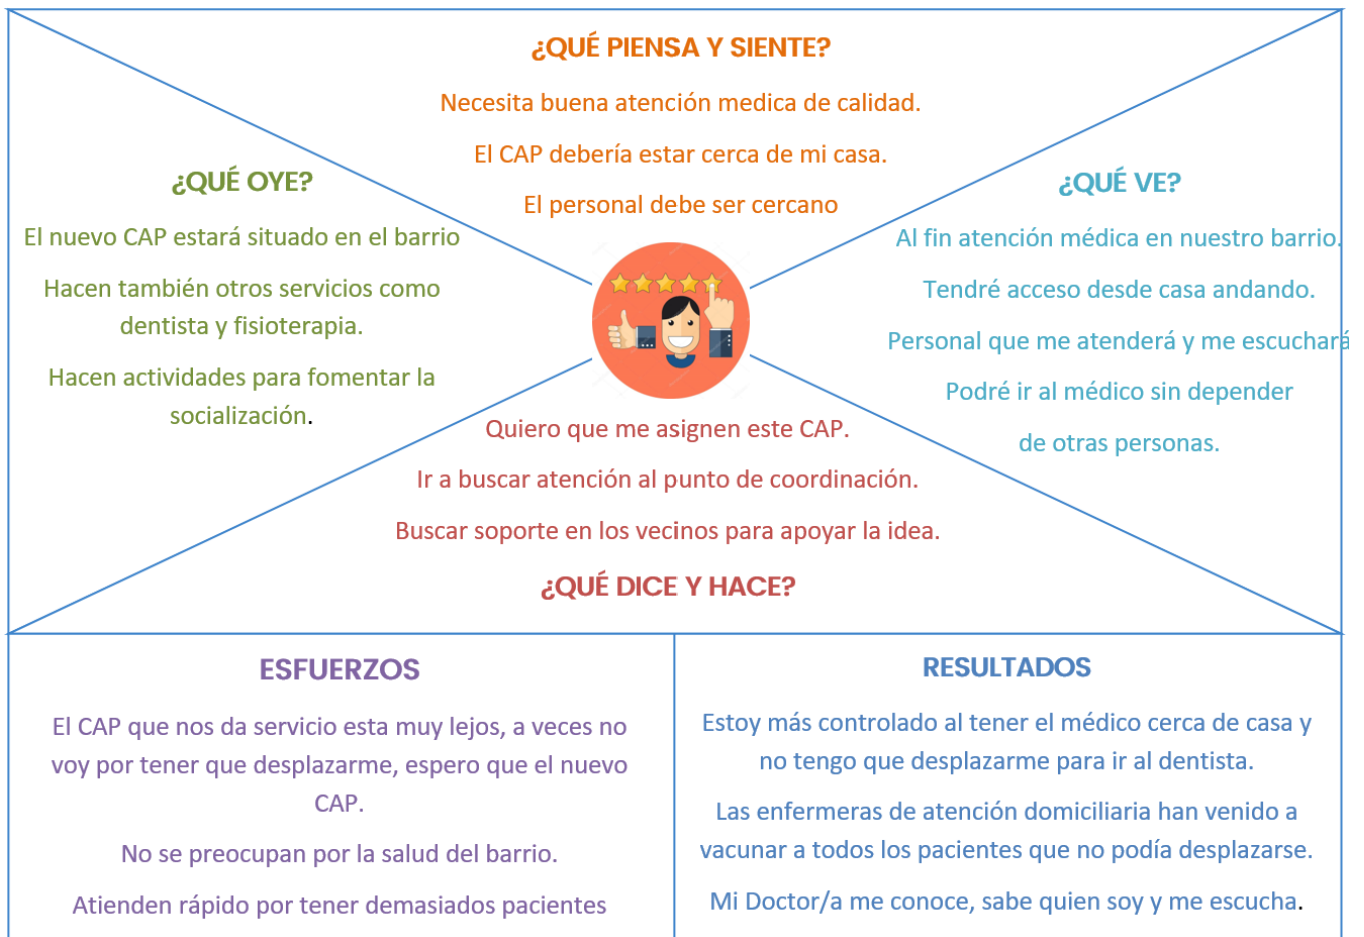 ¿QUÉ PIENSA Y SIENTE?
Necesita buena atención medica de calidad.
El CAP debería estar cerca de mi casa.
El personal debe ser cercano
¿QUÉ OYE?
El nuevo CAP estará situado en el barrio
Hacen también otros servicios como
dentista y fisioterapia.
Hacen actividades para fomentar la
socialización.
¿QUÉ VE?
Al fin atención médica en nuestro barrio.
Tendré acceso desde casa andando.
Personal que me atenderá y me escuchará
Podré ir al médico sin depender
de otras personas.
Quiero que me asignen este CAP.
Ir a buscar atención al punto de coordinación.
Buscar soporte en los vecinos para apoyar la idea.
¿QUÉ DICE Y HACE?
ESFUERZOS
El CAP que nos da servicio esta muy lejos, a veces no
voy por tener que desplazarme, espero que el nuevo
CAP.
No se preocupan por la salud del barrio.
Atienden rápido por tener demasiados pacientes
RESULTADOS
Estoy más controlado al tener el médico cerca de casa y
no tengo que desplazarme para ir al dentista.
Las enfermeras de atención domiciliaria han venido a
vacunar a todos los pacientes que no podía desplazarse.
Mi Doctor/a me conoce, sabe quien soy y me escucha.